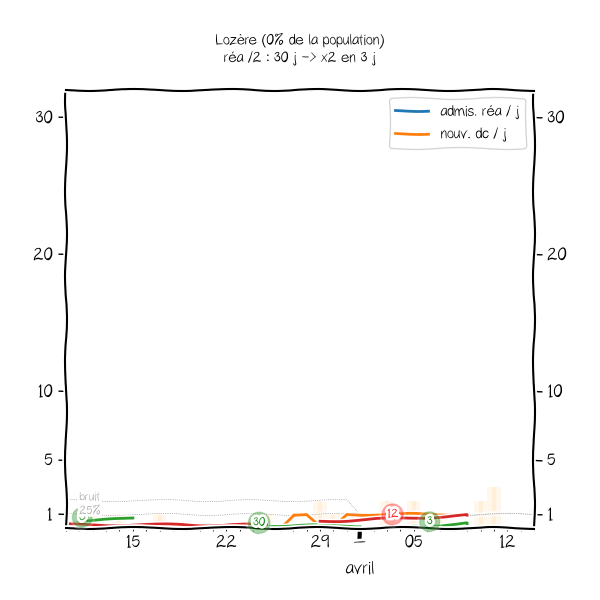 Lozère (0% de la population)
réa /2 : 30 j -> x2 en 3 j
admis. réa / j
nouv. dc / j
30 30
20 20
10 10
5 5
bruit
25%
1 1
30 12 3
15 22 29 1 05 12
avril